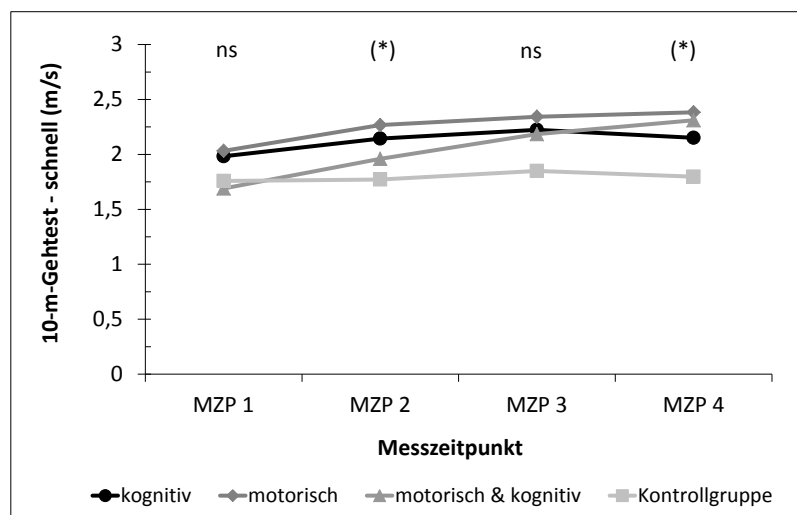 ns (*) ns (*)
10-m-Gehtest - schnell (m/s)
3
2,5
2
1,5
1
0,5
0
MZP 1 MZP 2 MZP 3 MZP 4
Messzeitpunkt
kognitiv motorisch motorisch & kognitiv Kontrollgruppe